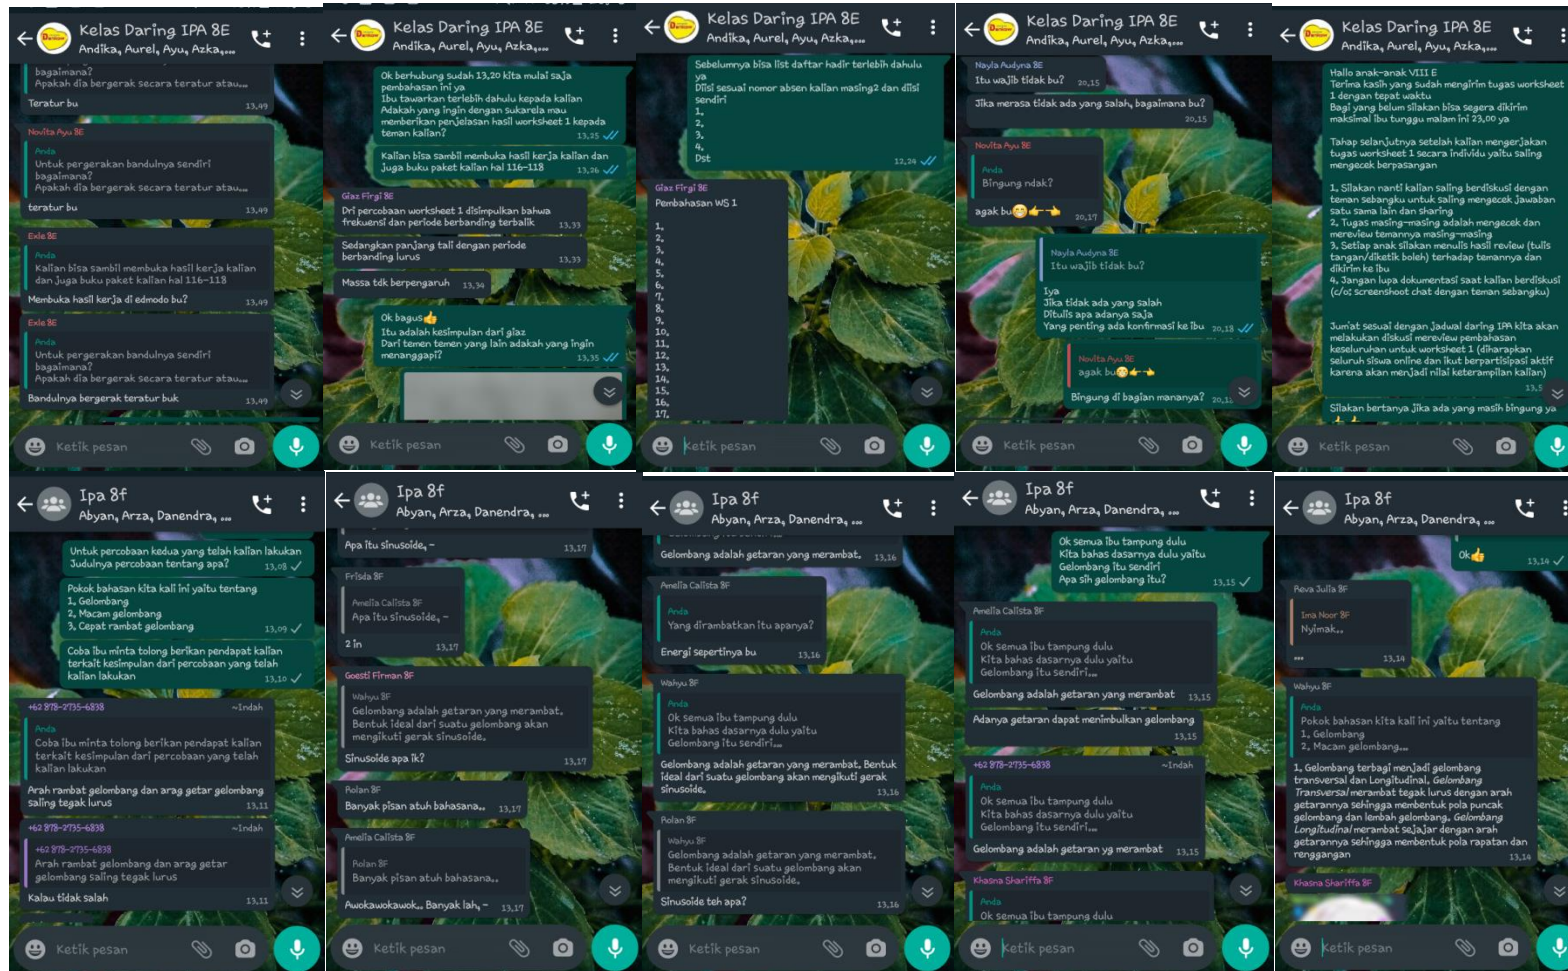 Kelas Daring IPA 8E
Andika, Aurel, Ayu, Azka,...
bagaimana?
Apakah dia bergerak secara teratur atau...
Teratur bu
13,49
Novita Ayu 8E
Anda
Untuk pergerakan bandulnya sendiri
bagaimana?
Apakah dia bergerak secara teratur atau...
teratur bu
13,49
Exle 8E
Anda
Kalian bisa sambil membuka hasil kerja kalian
dan juga buku paket kalian hal 116-118
Membuka hasil kerja di edmodo bu?
13,49
Exle 8E
Anda
Untuk pergerakan bandulnya sendiri
bagaimana?
Apakah dia bergerak secara teratur atau...
Bandulnya bergerak teratur buk
13,49
Ketik pesan
Kelas Daring IPA 8E
Andika, Aurel, Ayu, Azka,...
Ok berhubung sudah 13,20 kita mulai saja
pembahasan ini ya
Ibu tawarkan terlebih dahulu kepada kalian
Adakah yang ingin dengan sukarela mau
memberikan penjelasan hasil worksheet 1 kepada
teman kalian?
13,25
Kalian bisa sambil membuka hasil kerja kalian dan
juga buku paket kalian hal 116-118
13,26
Giaz Firgi 8E
Dri percobaan worksheet 1 disimpulkan bahwa
frekuensi dan periode berbanding terbalik
13,33
Sedangkan panjang tali dengan periode
berbanding lurus
13,33
Massa tdk berpengaruh
13,34
Ok bagus👍
Itu adalah kesimpulan dari giaz
Dari temen temen yang lain adakah yang ingin
menanggapi?
13,35
Ketik pesan
Kelas Daring IPA 8E
Andika, Aurel, Ayu, Azka,...
Sebelumnya bisa list daftar hadir terlebih dahulu
ya
Diisi sesuai nomor absen kalian masing2 dan diisi
sendiri
1,
2,
3,
4,
Dst
12,24
Giaz Firgi 8E
Pembahasan WS 1
1,
2,
3,
4,
5,
6,
7,
8,
9,
10,
11,
12,
13,
14,
15,
16,
17,
Ketik pesan
Kelas Daring IPA 8E
Andika, Aurel, Ayu, Azka,...
Nayla Audyna 8E
Itu wajib tidak bu?
20,15
Jika merasa tidak ada yang salah, bagaimana bu?
20,15
Novita Ayu 8E
Anda
Bingung ndak?
agak bu😁👉👈
20,17
Nayla Audyna 8E
Itu wajib tidak bu?
Iya
Jika tidak ada yang salah
Ditulis apa adanya saja
Yang penting ada konfirmasi ke ibu
20,18
Novita Ayu 8E
agak bu😁👉👈
Bingung di bagian mananya?
Ketik pesan
Kelas Daring IPA 8E
Andika, Aurel, Ayu, Azka,...
Hallo anak-anak VIII E
Terima kasih yang sudah mengirim tugas worksheet
1 dengan tepat waktu
Bagi yang belum silakan bisa segera dikirim
maksimal ibu tunggu malam ini 23,00 ya
Tahap selanjutnya setelah kalian mengerjakan
tugas worksheet 1 secara individu yaitu saling
mengecek berpasangan
1, Silakan nanti kalian saling berdiskusi dengan
teman sebangku untuk saling mengecek jawaban
satu sama lain dan sharing
2, Tugas masing-masing adalah mengecek dan
mereview temannya masing-masing
3, Setiap anak silakan menulis hasil review (tulis
tangan/diketik boleh) terhadap temannya dan
dikirim ke ibu
4, Jangan lupa dokumentasi saat kalian berdiskusi
(c/o; screenshoot chat dengan teman sebangku)
Jum'at sesuai dengan jadwal daring IPA kita akan
melakukan diskusi mereview pembahasan
keseluruhan untuk worksheet 1 (diharapkan
seluruh siswa online dan ikut berpartisipasi aktif
karena akan menjadi nilai keterampilan kalian)
Silakan bertanya jika ada yang masih bingung ya
Ketik pesan
Ipa 8f
Abyan, Arza, Danendra, ...
Untuk percobaan kedua yang telah kalian lakukan
Judulnya percobaan tentang apa?
13,08
Pokok bahasan kita kali ini yaitu tentang
1, Gelombang
2, Macam gelombang
3, Cepat rambat gelombang
13,09
Coba ibu minta tolong berikan pendapat kalian
terkait kesimpulan dari percobaan yang telah
kalian lakukan
13,10
+62 878-2735-6838
~Indah
Anda
Coba ibu minta tolong berikan pendapat kalian
terkait kesimpulan dari percobaan yang telah
kalian lakukan
Arah rambat gelombang dan arag getar gelombang
saling tegak lurus
13,11
+62 878-2735-6838
~Indah
+62 878-2735-6838
Arah rambat gelombang dan arag getar
gelombang saling tegak lurus
Kalau tidak salah
13,11
Ketik pesan
Ipa 8f
Abyan, Arza, Danendra, ...
Apa itu sinusoide, -
13,17
Frisda 8F
Amelia Calista 8F
Apa itu sinusoide, -
2 in
13,17
Goesti Firman 8F
Wahyu 8F
Gelombang adalah getaran yang merambat.
Bentuk ideal dari suatu gelombang akan
mengikuti gerak sinusoide.
Sinusoide apa ik?
13,17
Rolan 8F
Banyak pisan atuh bahasana..
13,17
Amelia Calista 8F
Rolan 8F
Banyak pisan atuh bahasana..
Awokawokawok.. Banyak lah, -
13,17
Ketik pesan
Ipa 8f
Abyan, Arza, Danendra, ...
Gelombang adalah getaran yang merambat.
13,16
Amelia Calista 8F
Anda
Yang dirambatkan itu apanya?
Energi sepertinya bu
13,16
Wahyu 8F
Anda
Ok semua ibu tampung dulu
Kita bahas dasarnya dulu yaitu
Gelombang itu sendiri...
Gelombang adalah getaran yang merambat. Bentuk
ideal dari suatu gelombang akan mengikuti gerak
sinusoide.
13,16
Rolan 8F
Wahyu 8F
Gelombang adalah getaran yang merambat.
Bentuk ideal dari suatu gelombang akan
mengikuti gerak sinusoide.
Sinusoide teh apa?
13,16
Ketik pesan
Ipa 8f
Abyan, Arza, Danendra, ...
Ok semua ibu tampung dulu
Kita bahas dasarnya dulu yaitu
Gelombang itu sendiri
Apa sih gelombang itu?
13,15
Amelia Calista 8F
Anda
Ok semua ibu tampung dulu
Kita bahas dasarnya dulu yaitu
Gelombang itu sendiri...
Gelombang adalah getaran yang merambat
13,15
Adanya getaran dapat menimbulkan gelombang
13,15
+62 878-2735-6838
~Indah
Anda
Ok semua ibu tampung dulu
Kita bahas dasarnya dulu yaitu
Gelombang itu sendiri...
Gelombang adalah getaran yg merambat
13,15
Khasna Shariffa 8F
Anda
Ok semua ibu tampung dulu
Ketik pesan
Ipa 8f
Abyan, Arza, Danendra, ...
Ok👍
13,14
Reva Julia 8F
Ima Noor 8F
Nyimak..
...
13,14
Wahyu 8F
Anda
Pokok bahasan kita kali ini yaitu tentang
1, Gelombang
2, Macam gelombang...
1, Gelombang terbagi menjadi gelombang
transversal dan Longitudinal, Gelombang
Transversal merambat tegak lurus dengan arah
getarannya sehingga membentuk pola puncak
gelombang dan lembah gelombang. Gelombang
Longitudinal merambat sejajar dengan arah
getarannya sehingga membentuk pola rapatan dan
renggangan
13,14
Khasna Shariffa 8F
Ketik pesan